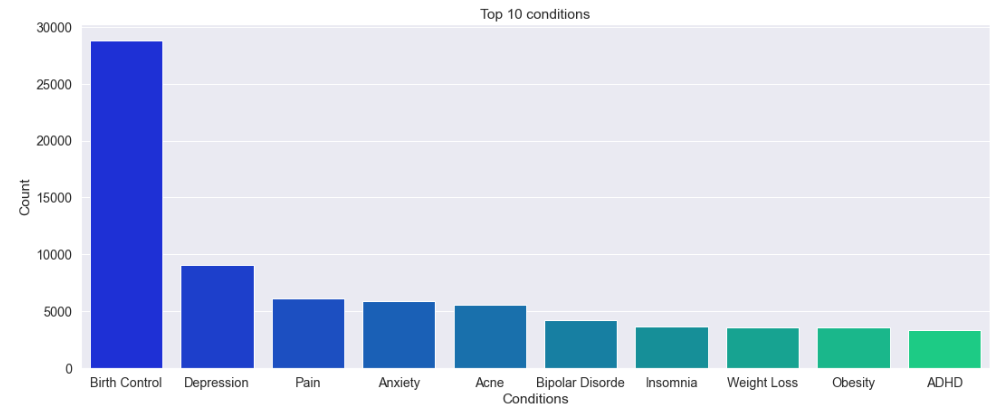 Top 10 conditions
30000
25000
20000
15000
10000
5000
0
Count
Birth Control Depression Pain Anxiety Acne Bipolar Disorde Insomnia Weight Loss Obesity ADHD
Conditions